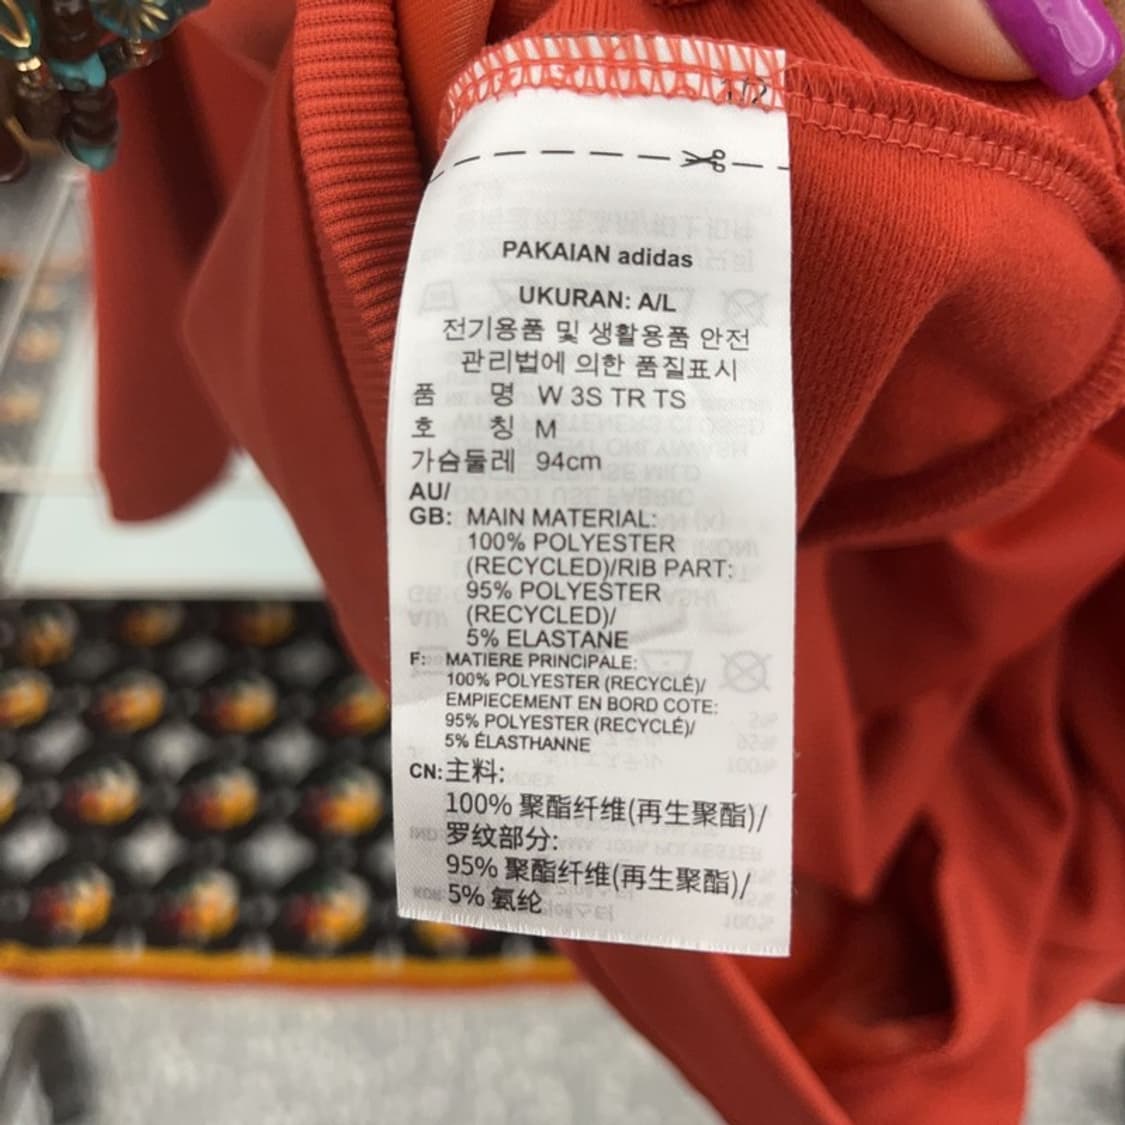 1/2
PAKAIAN adidas
UKURAN: A/L
전기용품 및 생활용품 안전
관리법에 의한 품질표시
품 명 W 3S TR TS
호 칭 M
가슴둘레 94cm
AU/
GB: MAIN MATERIAL:
100% POLYESTER
(RECYCLED)/RIB PART:
95% POLYESTER
(RECYCLED)/
5% ELASTANE
F: MATIERE PRINCIPALE:
100% POLYESTER (RECYCLÉ)/
EMPIECEMENT EN BORD COTE:
95% POLYESTER (RECYCLÉ)/
5% ÉLASTHANNE
CN: 主料:
100% 聚酯纤维(再生聚酯)/
罗纹部分:
95% 聚酯纤维(再生聚酯)/
5% 氨纶